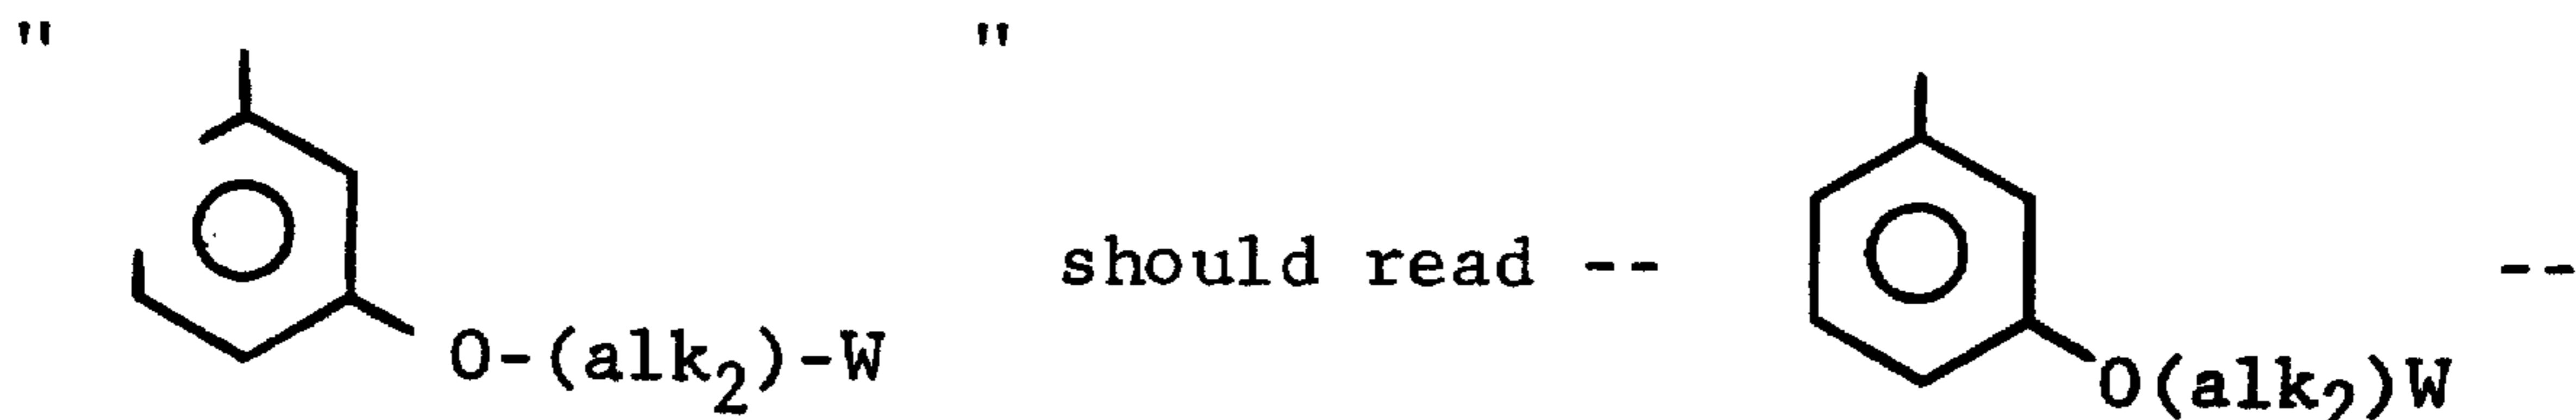 " "
should read -- --
O-(alk₂)-W
O(alk₂)W